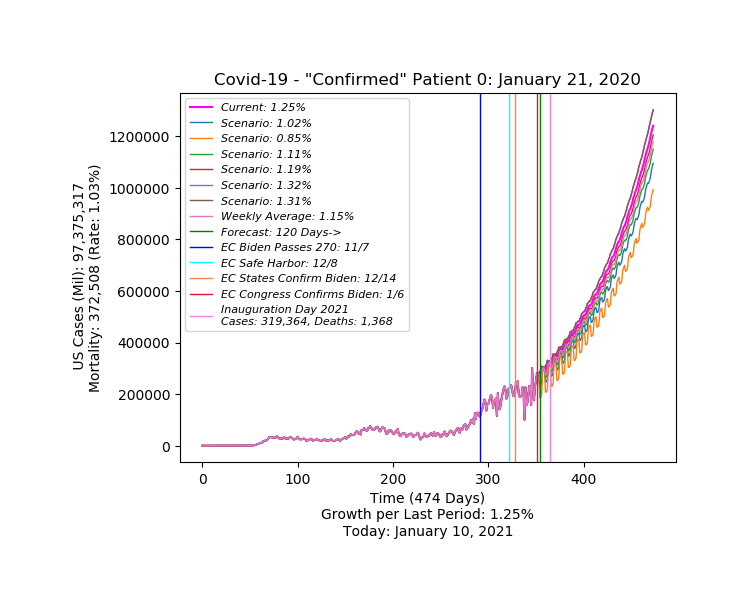 Covid-19 - "Confirmed" Patient 0: January 21, 2020
Current: 1.25%
Scenario: 1.02%
Scenario: 0.85%
Scenario: 1.11%
Scenario: 1.19%
Scenario: 1.32%
Scenario: 1.31%
Weekly Average: 1.15%
Forecast: 120 Days->
EC Biden Passes 270: 11/7
EC Safe Harbor: 12/8
EC States Confirm Biden: 12/14
EC Congress Confirms Biden: 1/6
Inauguration Day 2021
Cases: 319,364, Deaths: 1,368
US Cases (Mil): 97,375,317
Mortality: 372,508 (Rate: 1.03%)
1200000
1000000
800000
600000
400000
200000
0
0 100 200 300 400
Time (474 Days)
Growth per Last Period: 1.25%
Today: January 10, 2021